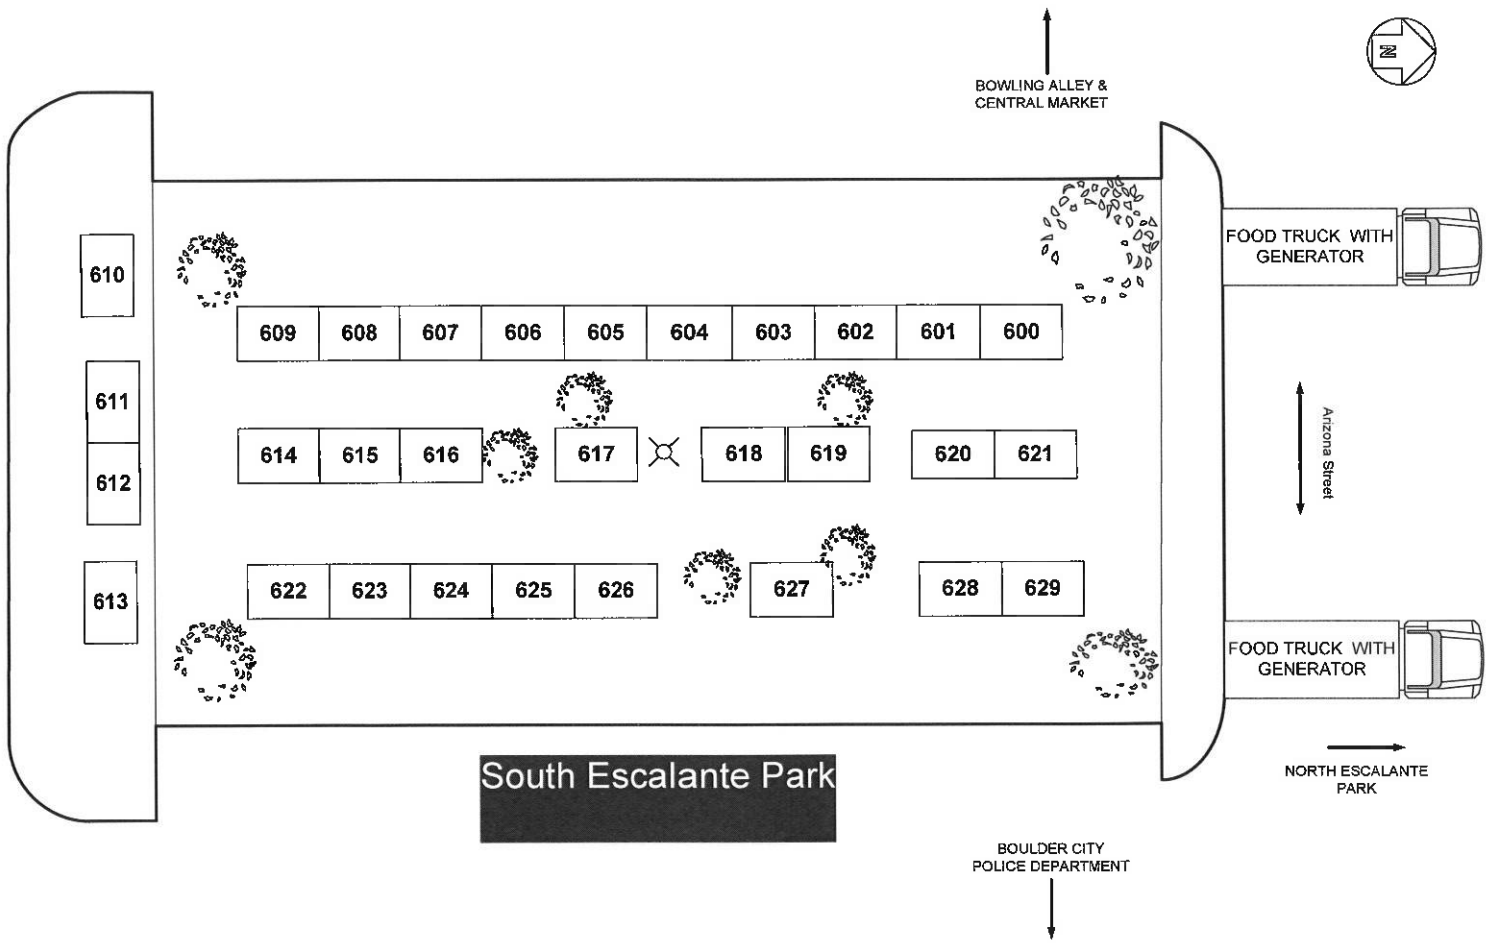 BOWLING ALLEY &
CENTRAL MARKET
N
FOOD TRUCK WITH
GENERATOR
610
609 608 607 606 605 604 603 602 601 600
611
614 615 616 617 618 619 620 621
Arizona Street
612
613
622 623 624 625 626 627 628 629
FOOD TRUCK WITH
GENERATOR
South Escalante Park
NORTH ESCALANTE
PARK
BOULDER CITY
POLICE DEPARTMENT